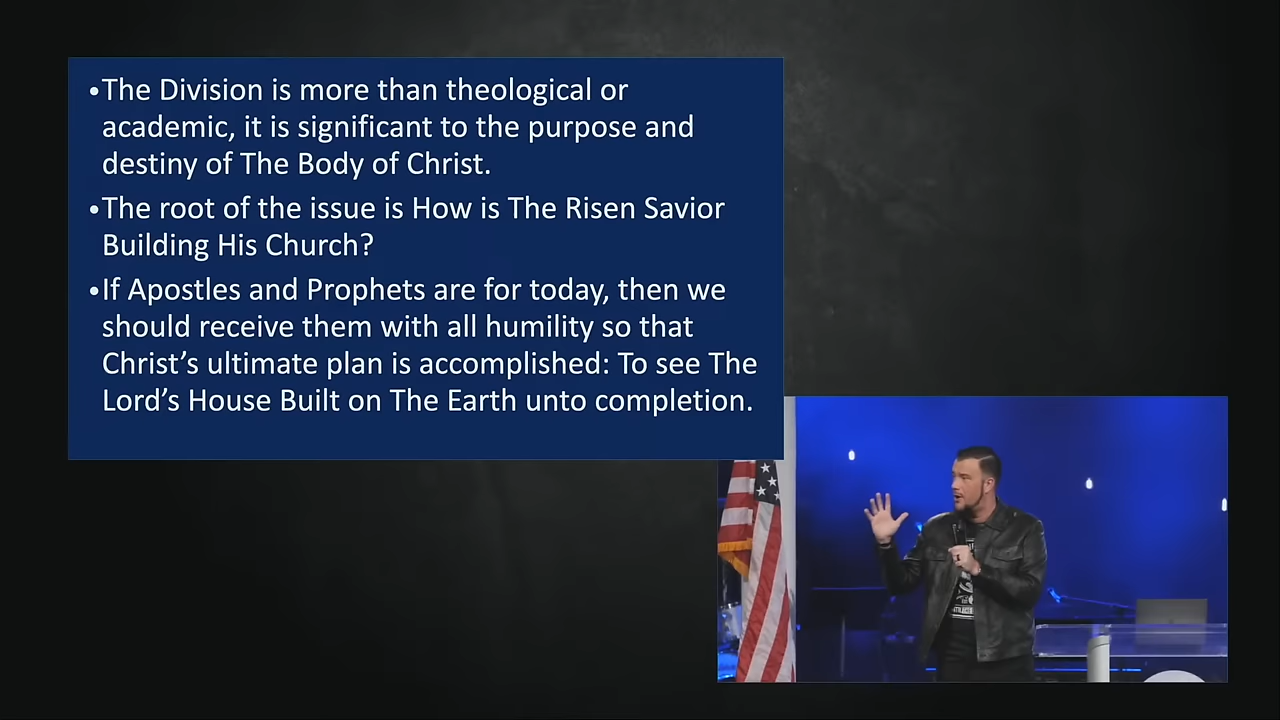 •The Division is more than theological or
academic, it is significant to the purpose and
destiny of The Body of Christ.
•The root of the issue is How is The Risen Savior
Building His Church?
•If Apostles and Prophets are for today, then we
should receive them with all humility so that
Christ’s ultimate plan is accomplished: To see The
Lord’s House Built on The Earth unto completion.